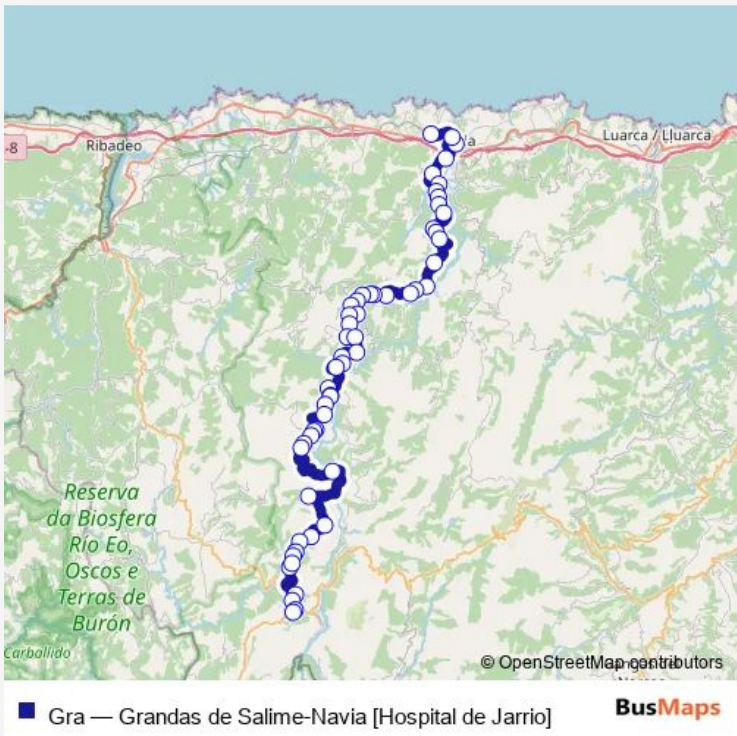 -8
Ribadeo
Luarca / Lḷuarca
Reserva
da Biosfera
Río Eo,
Oscos e
Terras de
Burón
Carballido
© OpenStreetMap contributors
Gra — Grandas de Salime-Navia [Hospital de Jarrio]
BusMaps